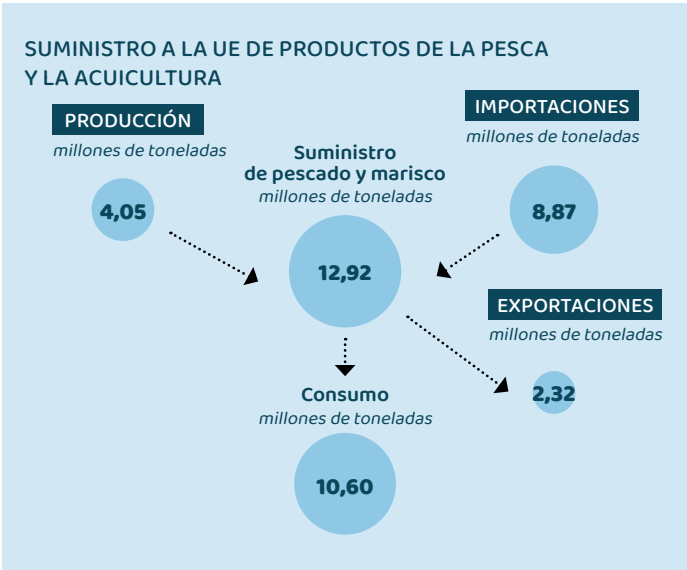 SUMINISTRO A LA UE DE PRODUCTOS DE LA PESCA
Y LA ACUICULTURA
PRODUCCIÓN
millones de toneladas
4,05
IMPORTACIONES
millones de toneladas
8,87
Suministro
de pescado y marisco
millones de toneladas
12,92
EXPORTACIONES
millones de toneladas
2,32
Consumo
millones de toneladas
10,60